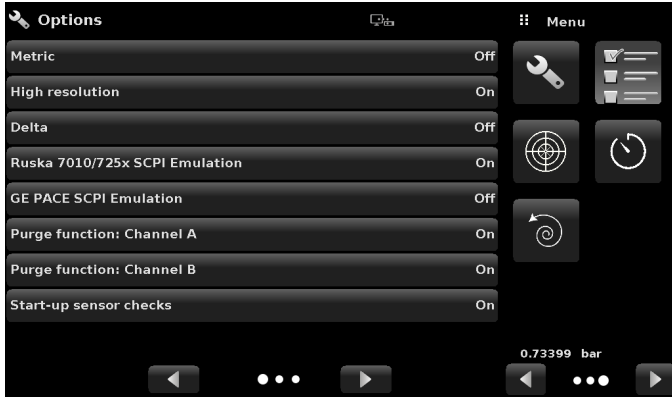 Options
Menu
Metric Off
High resolution On
Delta Off
Ruska 7010/725x SCPI Emulation On
GE PACE SCPI Emulation Off
Purge function: Channel A On
Purge function: Channel B On
Start-up sensor checks On
0.73399 bar